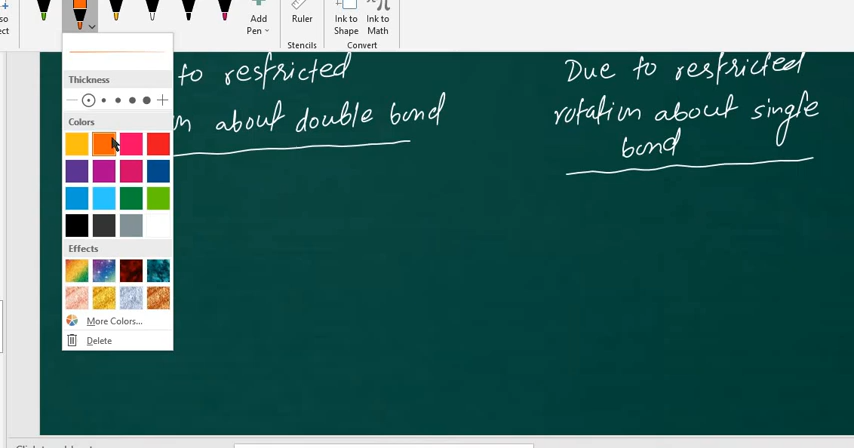 Add
Pen
Ruler
Stencils
Ink to Shape
Ink to Math
Convert
Thickness
Colors
Effects
More Colors...
Delete
to restricted
about double bond
Due to restricted
rotation about single
bond